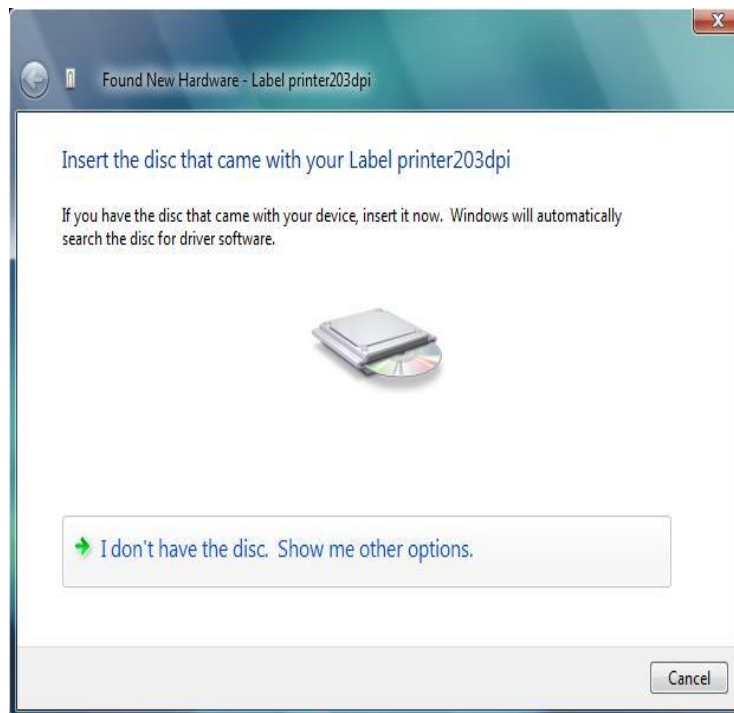 X
Found New Hardware - Label printer203dpi
Insert the disc that came with your Label printer203dpi
If you have the disc that came with your device, insert it now.  Windows will automatically
search the disc for driver software.
I don't have the disc.  Show me other options.
Cancel